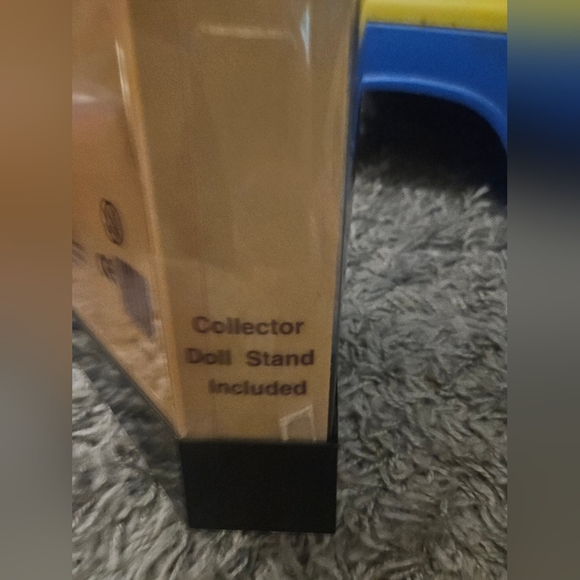 Collector
Doll Stand
Included